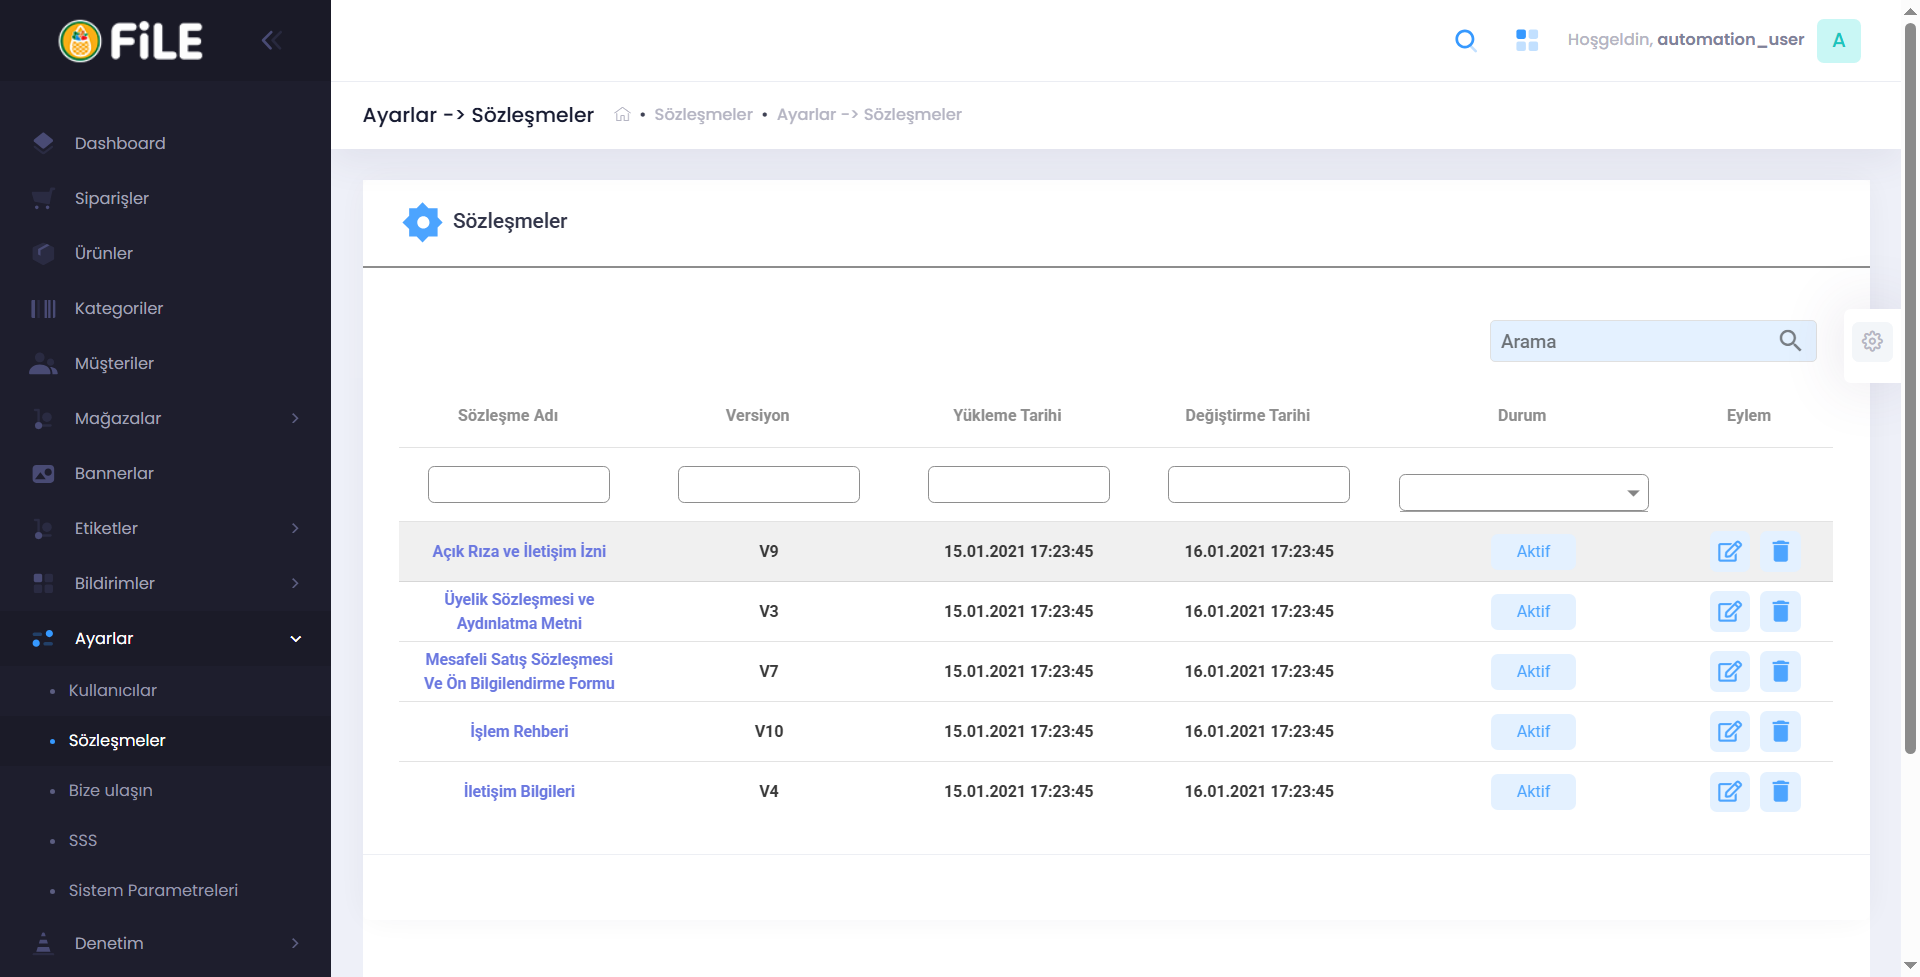 FiLE
Hoşgeldin, automation_user
A
Ayarlar -> Sözleşmeler
Sözleşmeler • Ayarlar -> Sözleşmeler
Dashboard
Siparişler
Ürünler
Kategoriler
Müşteriler
Mağazalar
Bannerlar
Etiketler
Bildirimler
Ayarlar
Kullanıcılar
Sözleşmeler
Bize ulaşın
SSS
Sistem Parametreleri
Denetim
Sözleşmeler
Arama
Sözleşme Adı Versiyon Yükleme Tarihi Değiştirme Tarihi Durum Eylem
Açık Rıza ve İletişim İzni V9 15.01.2021 17:23:45 16.01.2021 17:23:45 Aktif
Üyelik Sözleşmesi ve
Aydınlatma Metni V3 15.01.2021 17:23:45 16.01.2021 17:23:45 Aktif
Mesafeli Satış Sözleşmesi
Ve Ön Bilgilendirme Formu V7 15.01.2021 17:23:45 16.01.2021 17:23:45 Aktif
İşlem Rehberi V10 15.01.2021 17:23:45 16.01.2021 17:23:45 Aktif
İletişim Bilgileri V4 15.01.2021 17:23:45 16.01.2021 17:23:45 Aktif